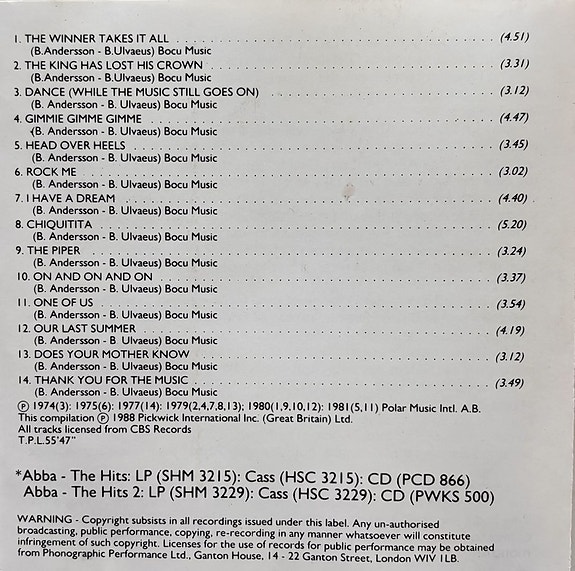 1. THE WINNER TAKES IT ALL (4.51)
(B.Andersson - B.Ulvaeus) Bocu Music
2. THE KING HAS LOST HIS CROWN (3.31)
(B.Andersson - B.Ulvaeus) Bocu Music
3. DANCE (WHILE THE MUSIC STILL GOES ON) (3.12)
(B. Andersson - B. Ulvaeus) Bocu Music
4. GIMMIE GIMME GIMME (4.47)
(B. Andersson - B. Ulvaeus) Bocu Music
5. HEAD OVER HEELS (3.45)
(B. Andersson - B. Ulvaeus) Bocu Music
6. ROCK ME (3.02)
(B. Andersson - B. Ulvaeus) Bocu Music
7. I HAVE A DREAM (4.40)
(B. Andersson - B. Ulvaeus) Bocu Music
8. CHIQUITITA (5.20)
(B. Andersson - B. Ulvaeus) Bocu Music
9. THE PIPER (3.24)
(B. Andersson - B. Ulvaeus) Bocu Music
10. ON AND ON AND ON (3.37)
(B. Andersson - B. Ulvaeus) Bocu Music
11. ONE OF US (3.54)
(B. Andersson - B. Ulvaeus) Bocu Music
12. OUR LAST SUMMER (4.19)
(B. Andersson - B. Ulvaeus) Bocu Music
13. DOES YOUR MOTHER KNOW (3.12)
(B. Andersson - B. Ulvaeus) Bocu Music
14. THANK YOU FOR THE MUSIC (3.49)
(B. Andersson - B. Ulvaeus) Bocu Music
℗ 1974(3): 1975(6): 1977(14): 1979(2,4,7,8,13); 1980(1,9,10,12): 1981(5,11) Polar Music Intl. A.B.
This compilation ℗ 1988 Pickwick International Inc. (Great Britain) Ltd.
All tracks licensed from CBS Records
T.P.L.55'47"
*Abba - The Hits: LP (SHM 3215): Cass (HSC 3215): CD (PCD 866)
Abba - The Hits 2: LP (SHM 3229): Cass (HSC 3229): CD (PWKS 500)
WARNING - Copyright subsists in all recordings issued under this label. Any un-authorised
broadcasting, public performance, copying, re-recording in any manner whatsoever will constitute
infringement of such copyright. Licenses for the use of records for public performance may be obtained
from Phonographic Performance Ltd., Ganton House, 14 - 22 Ganton Street, London WIV 1LB.